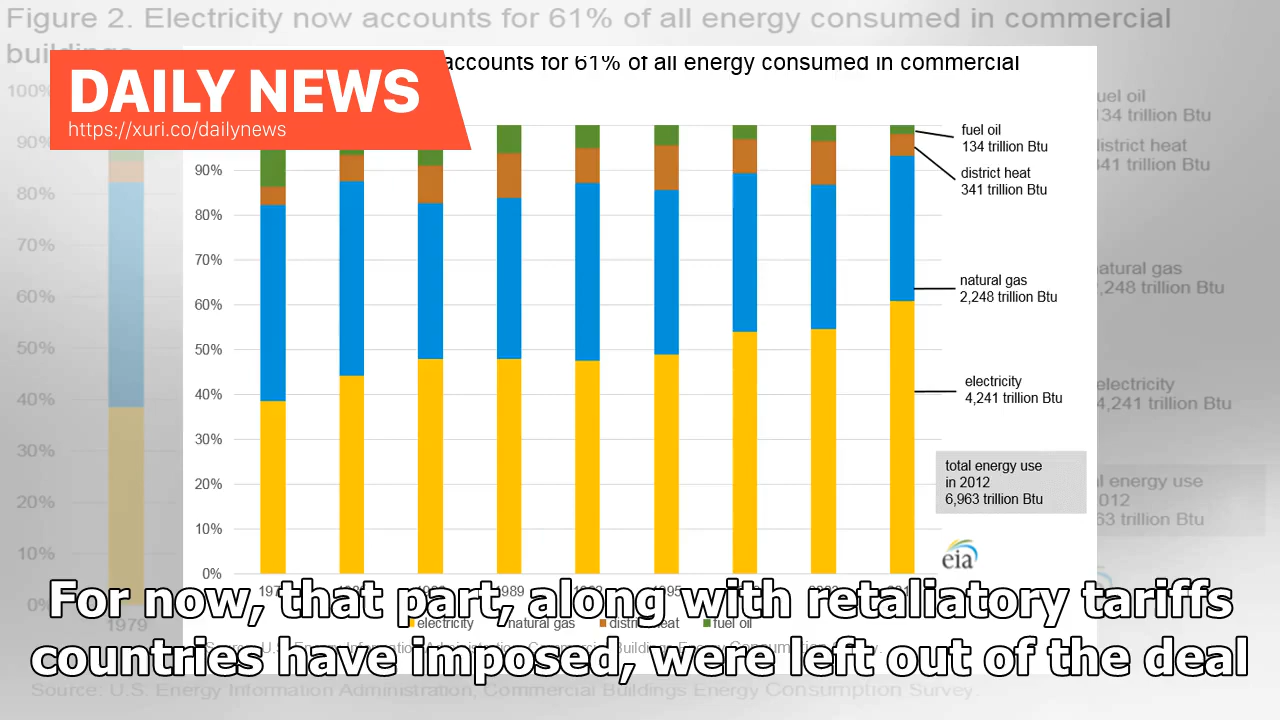 Figure 2. Electricity now accounts for 61% of all energy consumed in commercial
buildings
DAILY NEWS
https://xuri.co/dailynews
accounts for 61% of all energy consumed in commercial
100%
90%
80%
70%
60%
50%
40%
30%
20%
10%
0%
1979
90%
80%
70%
60%
50%
40%
30%
20%
10%
0%
fuel oil
134 trillion Btu
district heat
341 trillion Btu
natural gas
2,248 trillion Btu
electricity
4,241 trillion Btu
total energy use
in 2012
6,963 trillion Btu
eia
fuel oil
134 trillion Btu
district heat
341 trillion Btu
natural gas
2,248 trillion Btu
electricity
4,241 trillion Btu
energy use
trillion Btu
1995
electricity
natural gas
district heat
fuel oil
For now, that part, along with retaliatory tariffs
countries have imposed, were left out of the deal
Source: U.S. Energy Information Administration, Commercial Buildings Energy Consumption Survey.